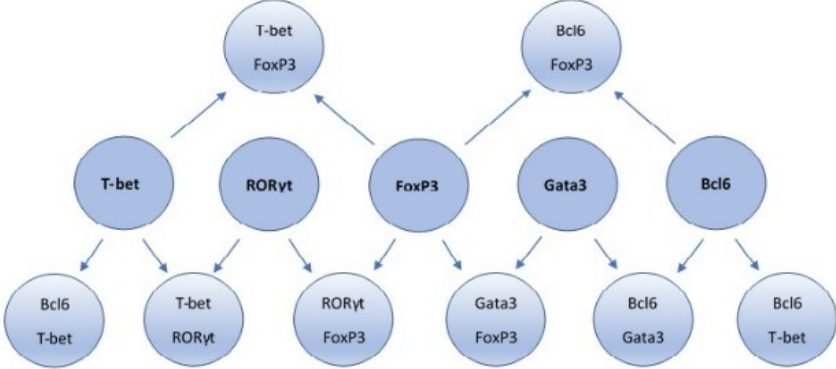 T-bet
FoxP3
Bcl6
FoxP3
T-bet
RORγt
FoxP3
Gata3
Bcl6
Bcl6
T-bet
T-bet
RORγt
RORγt
FoxP3
Gata3
FoxP3
Bcl6
Gata3
Bcl6
T-bet